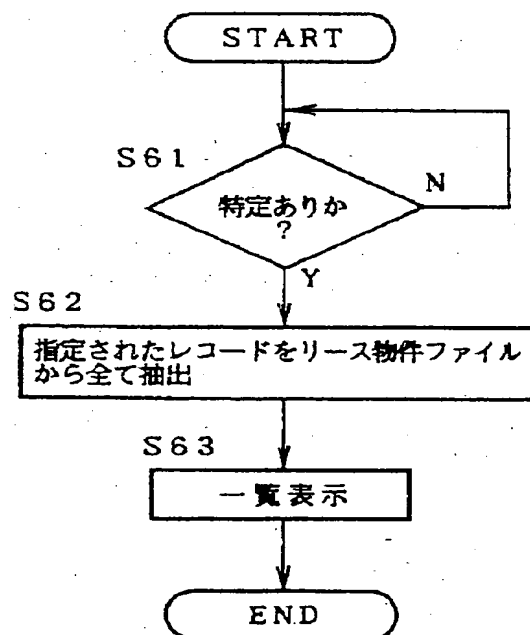 START
S61
特定ありか
?
N
Y
S62
指定されたレコードをリース物件ファイル
から全て抽出
S63
一覧表示
END